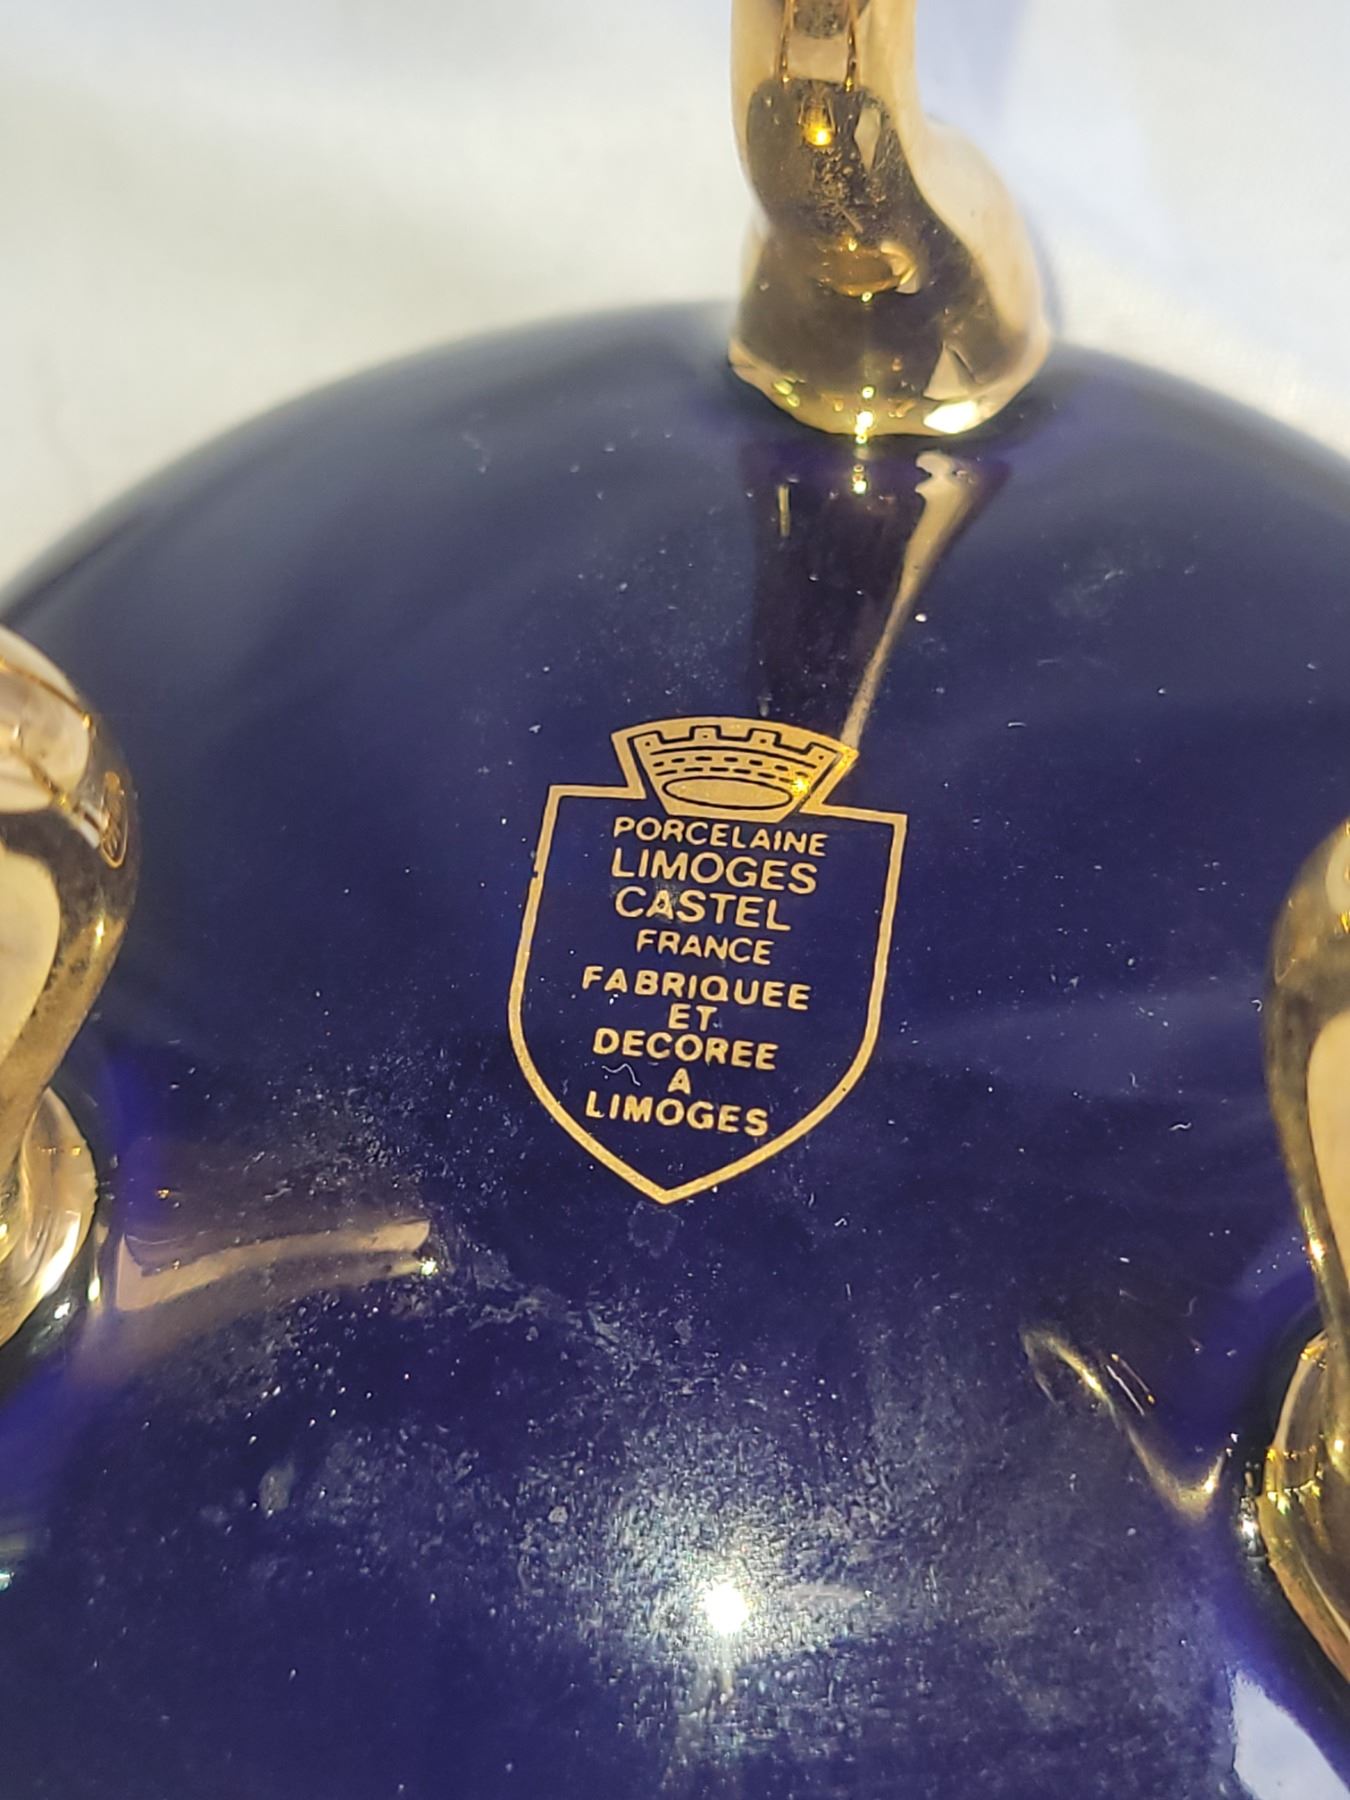 PORCELAINE
LIMOGES
CASTEL
FRANCE
FABRIQUEE
ET
DECOREE
A
LIMOGES